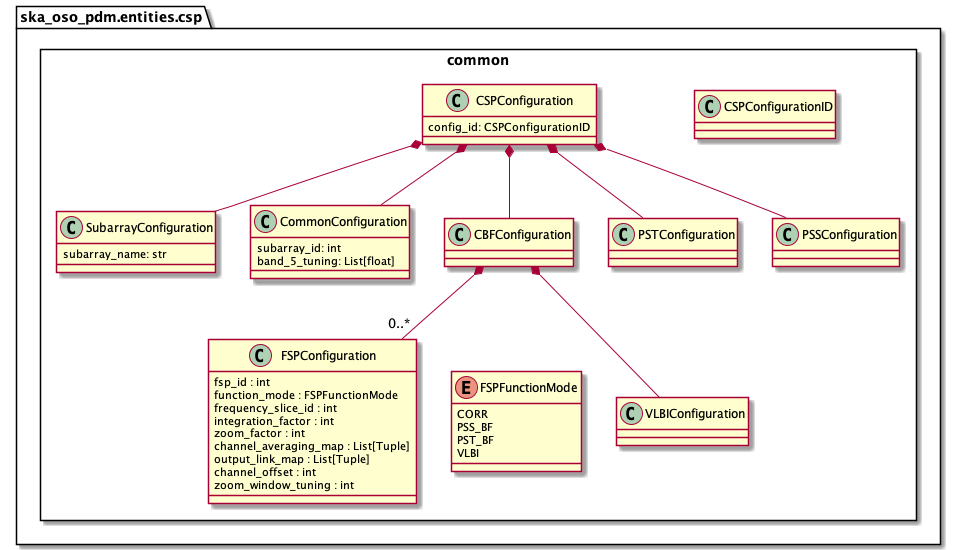 ska_oso_pdm.entities.csp
common
C CSPConfiguration
config_id: CSPConfigurationID
C CSPConfigurationID
C SubarrayConfiguration
subarray_name: str
C CommonConfiguration
subarray_id: int
band_5_tuning: List[float]
C CBFConfiguration
C PSTConfiguration
C PSSConfiguration
0..*
C FSPConfiguration
fsp_id : int
function_mode : FSPFunctionMode
frequency_slice_id : int
integration_factor : int
zoom_factor : int
channel_averaging_map : List[Tuple]
output_link_map : List[Tuple]
channel_offset : int
zoom_window_tuning : int
E FSPFunctionMode
CORR
PSS_BF
PST_BF
VLBI
C VLBIConfiguration